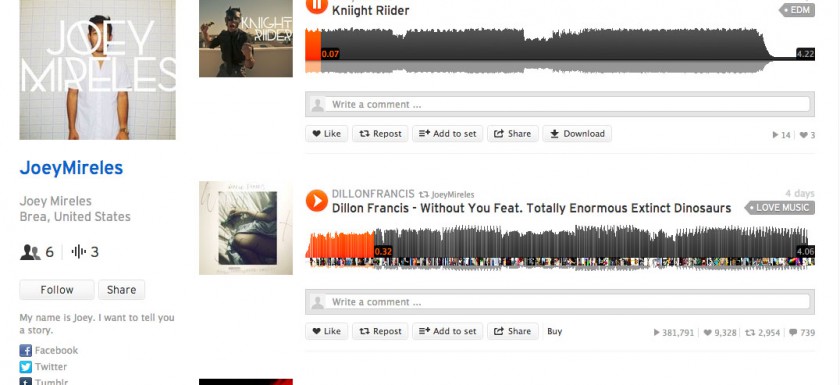 JOEY
MIRELES
JoeyMireles
Joey Mireles
Brea, United States
6 3
Follow Share
My name is Joey. I want to tell you
a story.
Facebook
Twitter
Tumblr
KNIIGHT
RIIDER
Kniight Riider
EDM
0.07 4.22
Write a comment ...
Like Repost Add to set Share Download 14 3
DILLONFRANCIS JoeyMireles 4 days
Dillon Francis - Without You Feat. Totally Enormous Extinct Dinosaurs LOVE MUSIC
0.32 4.06
Write a comment ...
Like Repost Add to set Share Buy 381,791 9,328 2,954 739